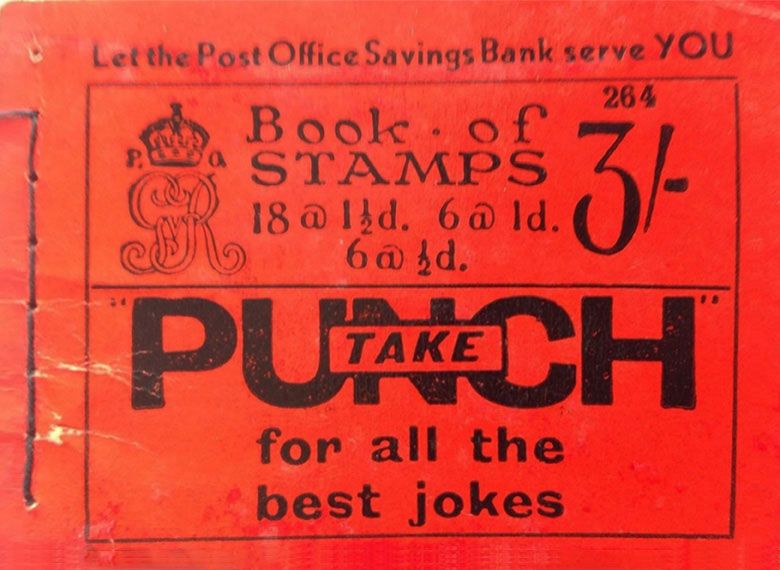 Let the Post Office Savings Bank serve YOU
264
P. O.
GR
Book · of
STAMPS
3/-
18 @ 1½d. 6 @ 1d.
6 @ ½d.
"PUNCH"
TAKE
for all the
best jokes